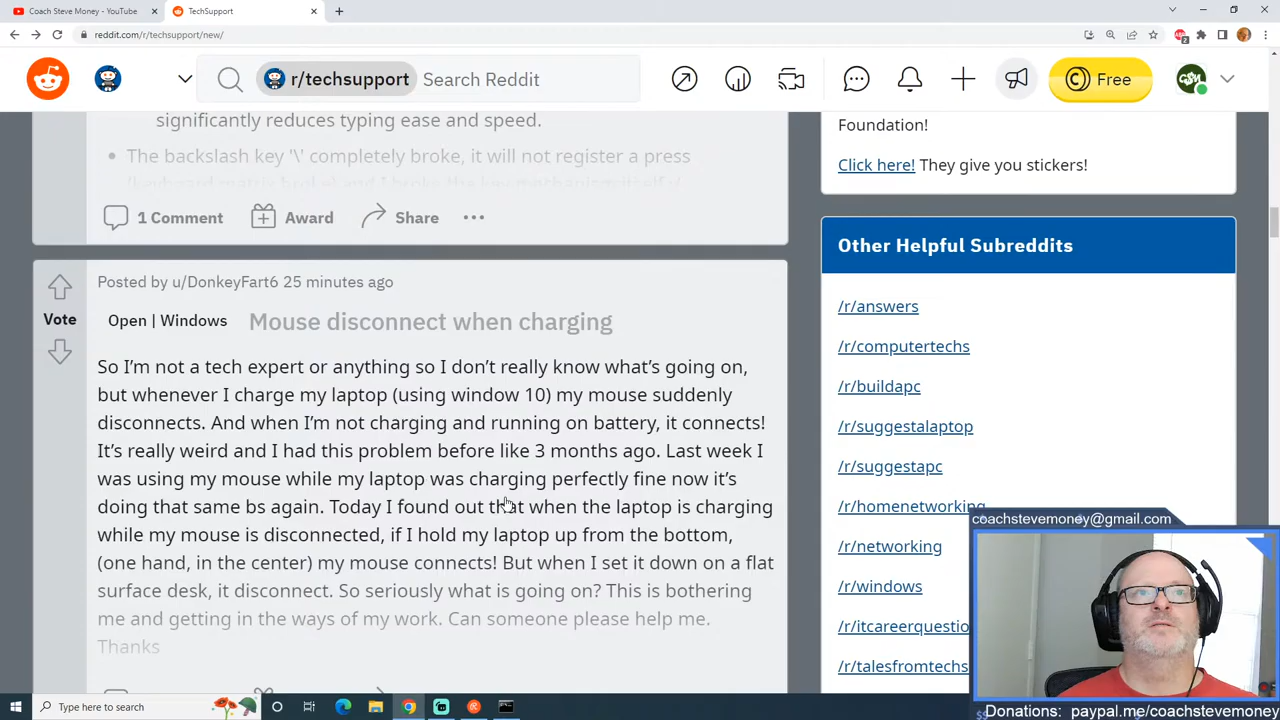 Coach Steve Money - YouTube
TechSupport
reddit.com/r/techsupport/new/
r/techsupport
Search Reddit
Free
significantly reduces typing ease and speed.
• The backslash key '\' completely broke, it will not register a press
1 Comment
Award
Share
Posted by u/DonkeyFart6 25 minutes ago
Vote
Open | Windows
Mouse disconnect when charging
So I'm not a tech expert or anything so I don't really know what's going on,
but whenever I charge my laptop (using window 10) my mouse suddenly
disconnects. And when I'm not charging and running on battery, it connects!
It's really weird and I had this problem before like 3 months ago. Last week I
was using my mouse while my laptop was charging perfectly fine now it's
doing that same bs again. Today I found out that when the laptop is charging
while my mouse is disconnected, if I hold my laptop up from the bottom,
(one hand, in the center) my mouse connects! But when I set it down on a flat
surface desk, it disconnect. So seriously what is going on? This is bothering
me and getting in the ways of my work. Can someone please help me.
Thanks
Foundation!
Click here! They give you stickers!
Other Helpful Subreddits
/r/answers
/r/computertechs
/r/buildapc
/r/suggestalaptop
/r/suggestapc
/r/homenetworking
/r/networking
/r/windows
/r/itcareerquestio
/r/talesfromtechs
coachstevemoney@gmail.com
Donations: paypal.me/coachstevemoney
Type here to search